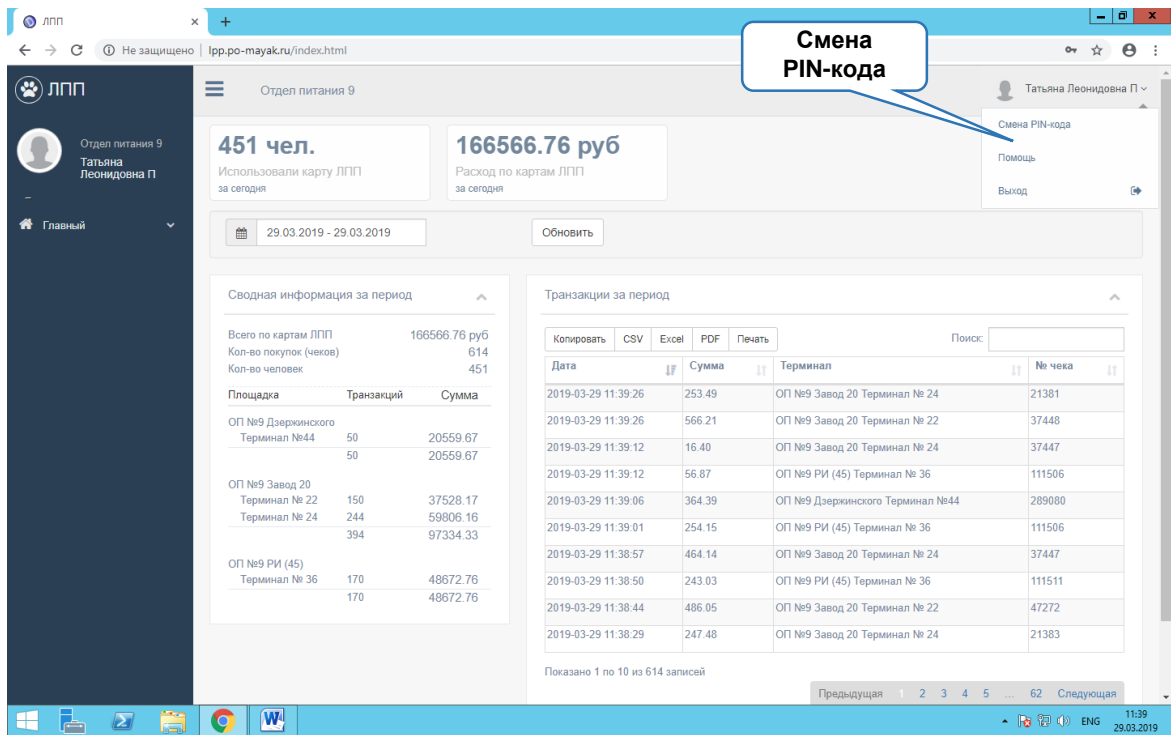 ЛПП
Не защищено
lpp.po-mayak.ru/index.html
Смена
PIN-кода
ЛПП
Отдел питания 9
Татьяна Леонидовна П
Смена PIN-кода
Помощь
Выход
Отдел питания 9
Татьяна
Леонидовна П
Главный
451 чел.
Использовали карту ЛПП
за сегодня
166566.76 руб
Расход по картам ЛПП
за сегодня
29.03.2019 - 29.03.2019
Обновить
Сводная информация за период
Всего по картам ЛПП 166566.76 руб
Кол-во покупок (чеков) 614
Кол-во человек 451
Площадка Транзакций Сумма
ОП №9 Дзержинского
Терминал №44 50 20559.67
50 20559.67
ОП №9 Завод 20
Терминал № 22 150 37528.17
Терминал № 24 244 59806.16
394 97334.33
ОП №9 РИ (45)
Терминал № 36 170 48672.76
170 48672.76
Транзакции за период
Копировать CSV Excel PDF Печать Поиск:
Дата Сумма Терминал № чека
2019-03-29 11:39:26 253.49 ОП №9 Завод 20 Терминал № 24 21381
2019-03-29 11:39:26 566.21 ОП №9 Завод 20 Терминал № 22 37448
2019-03-29 11:39:12 16.40 ОП №9 Завод 20 Терминал № 24 37447
2019-03-29 11:39:12 56.87 ОП №9 РИ (45) Терминал № 36 111506
2019-03-29 11:39:06 364.39 ОП №9 Дзержинского Терминал №44 289080
2019-03-29 11:39:01 254.15 ОП №9 РИ (45) Терминал № 36 111506
2019-03-29 11:38:57 464.14 ОП №9 Завод 20 Терминал № 24 37447
2019-03-29 11:38:50 243.03 ОП №9 РИ (45) Терминал № 36 111511
2019-03-29 11:38:44 486.05 ОП №9 Завод 20 Терминал № 22 47272
2019-03-29 11:38:29 247.48 ОП №9 Завод 20 Терминал № 24 21383
Показано 1 по 10 из 614 записей
Предыдущая 1 2 3 4 5 ... 62 Следующая
ENG
11:39
29.03.2019